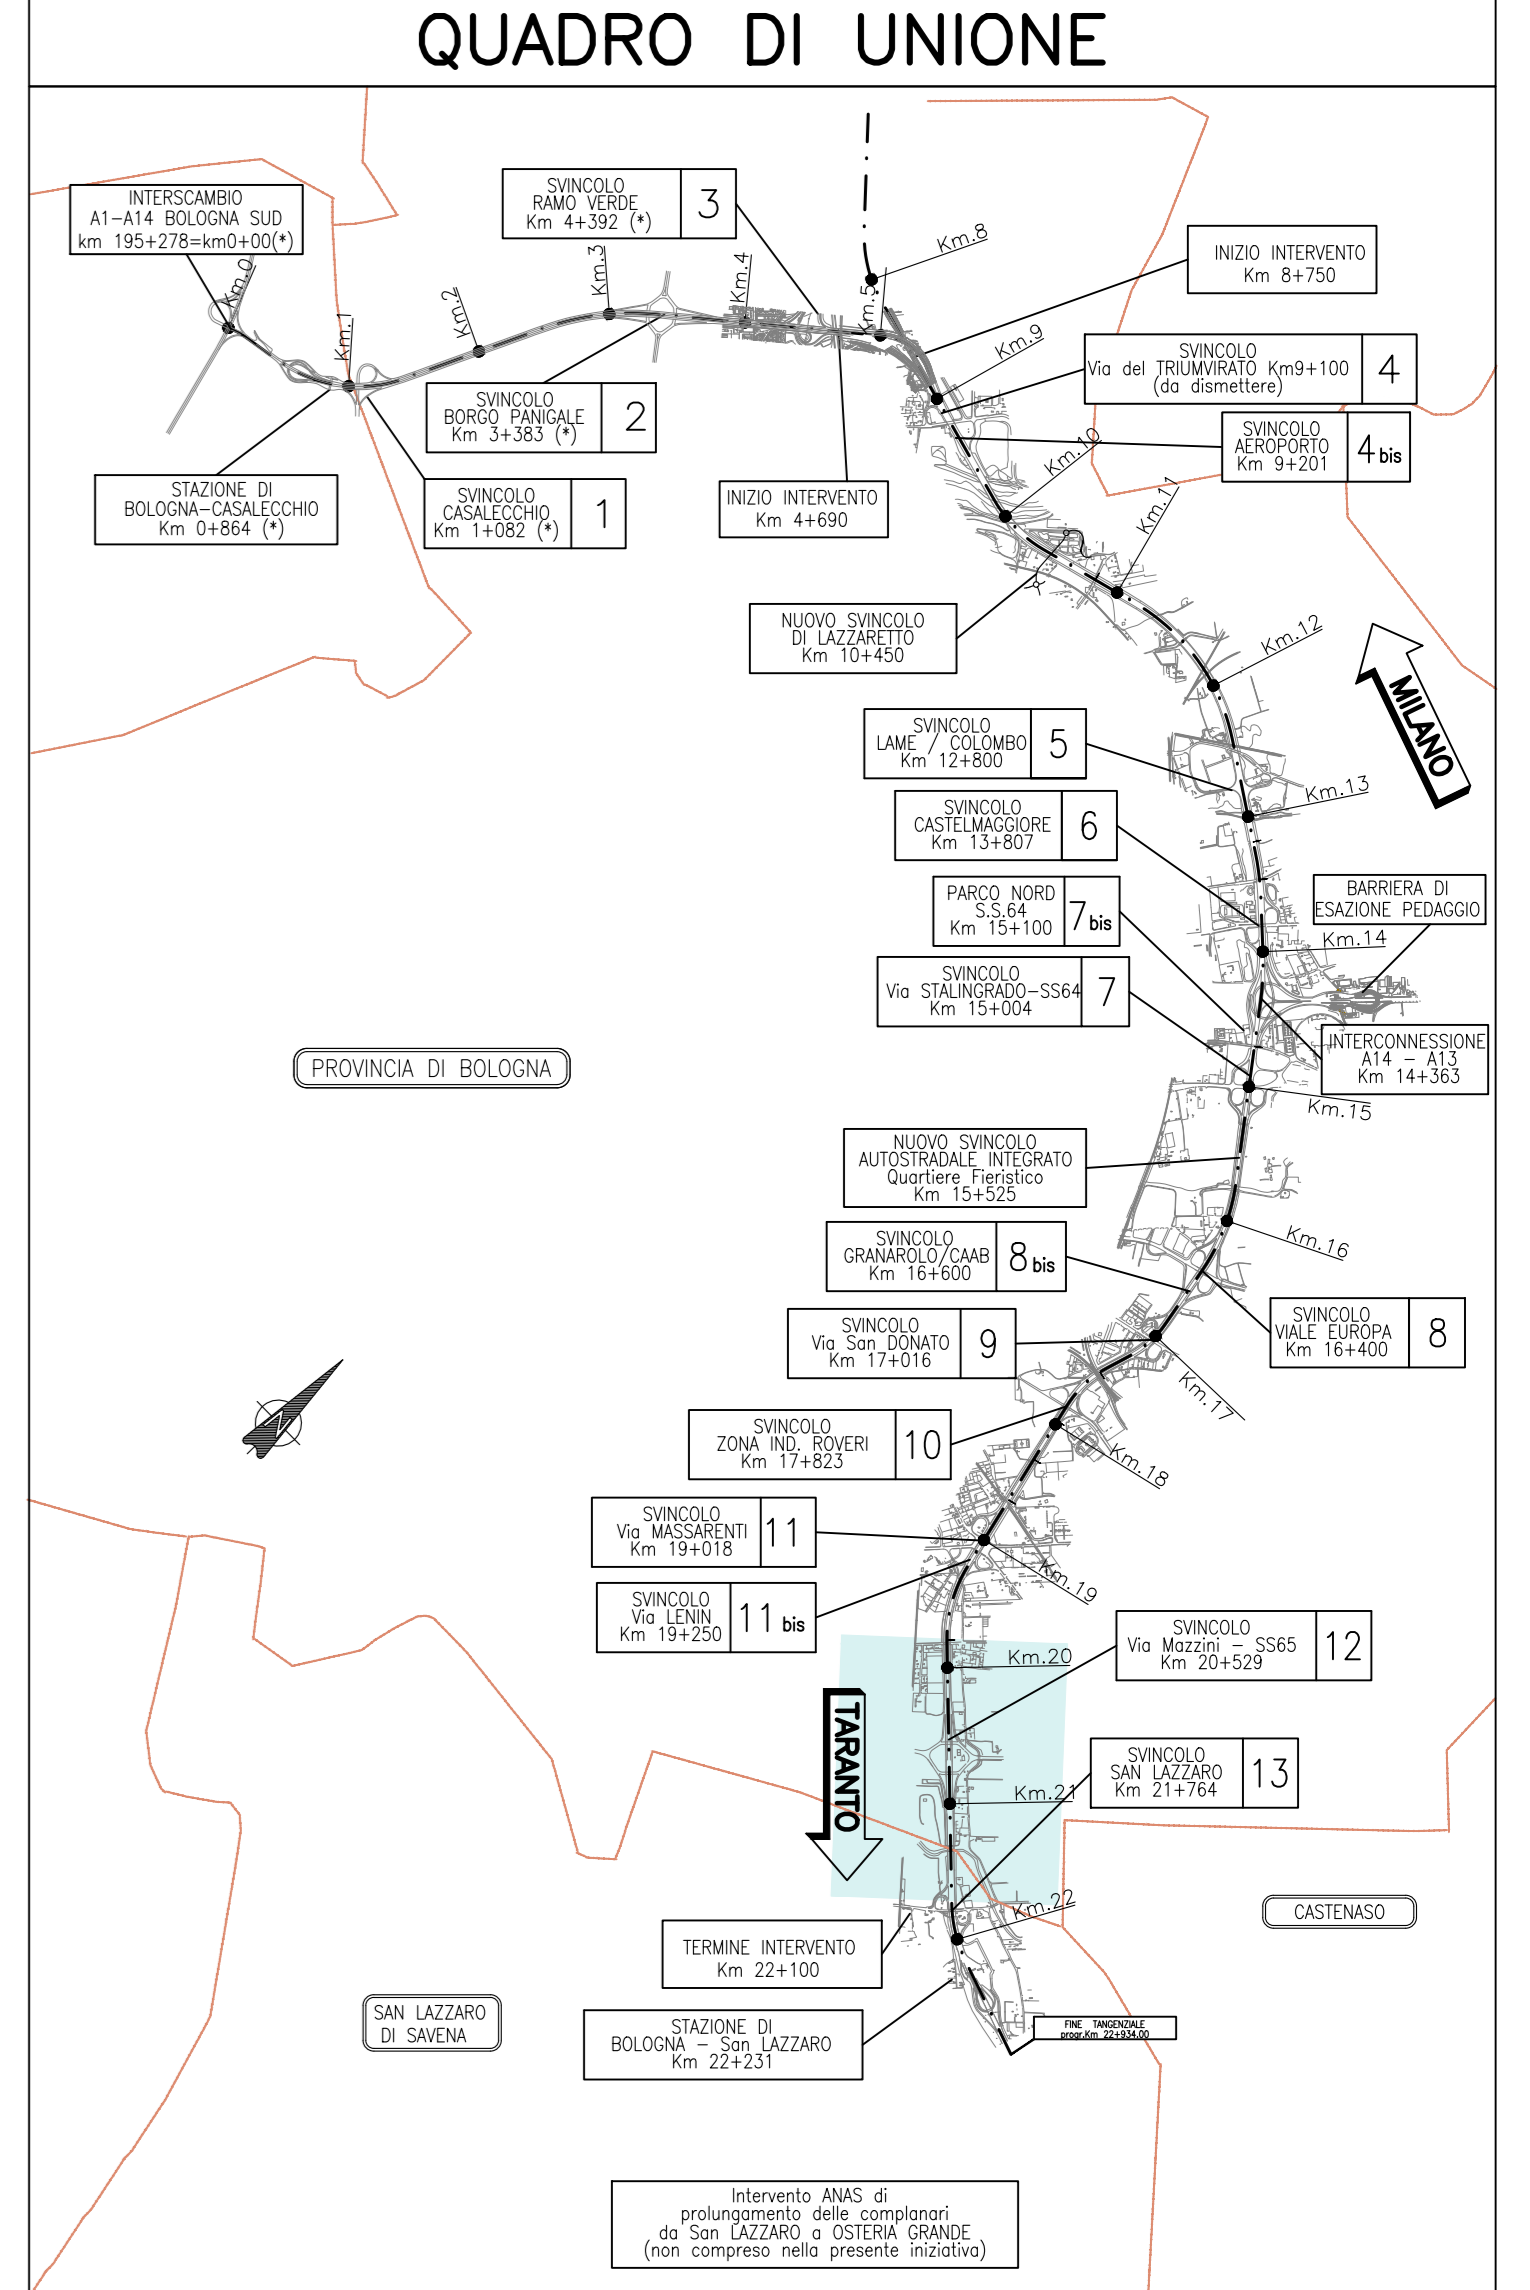 QUADRO DI UNIONE
INTERSCAMBIO
A1-A14 BOLOGNA SUD
km 195+278=km0+00(*)
SVINCOLO
RAMO VERDE
Km 4+392 (*)
3
INIZIO INTERVENTO
Km 8+750
Km.0
Km.1
Km.2
Km.3
Km.4
Km.5
Km.8
Km.9
SVINCOLO
Via del TRIUMVIRATO Km9+100
(da dismettere)
4
SVINCOLO
BORGO PANIGALE
Km 3+383 (*)
2
SVINCOLO
AEROPORTO
Km 9+201
4 bis
Km.10
STAZIONE DI
BOLOGNA-CASALECCHIO
Km 0+864 (*)
SVINCOLO
CASALECCHIO
Km 1+082 (*)
1
INIZIO INTERVENTO
Km 4+690
Km.11
NUOVO SVINCOLO
DI LAZZARETTO
Km 10+450
Km.12
MILANO
SVINCOLO
LAME / COLOMBO
Km 12+800
5
Km.13
SVINCOLO
CASTELMAGGIORE
Km 13+807
6
PARCO NORD
S.S.64
Km 15+100
7 bis
BARRIERA DI
ESAZIONE PEDAGGIO
Km.14
SVINCOLO
Via STALINGRADO-SS64
Km 15+004
7
INTERCONNESSIONE
A14 - A13
Km 14+363
PROVINCIA DI BOLOGNA
Km.15
NUOVO SVINCOLO
AUTOSTRADALE INTEGRATO
Quartiere Fieristico
Km 15+525
Km.16
SVINCOLO
GRANAROLO/CAAB
Km 16+600
8 bis
SVINCOLO
VIALE EUROPA
Km 16+400
8
SVINCOLO
Via San DONATO
Km 17+016
9
Km.17
N
SVINCOLO
ZONA IND. ROVERI
Km 17+823
10
Km.18
SVINCOLO
Via MASSARENTI
Km 19+018
11
Km.19
SVINCOLO
Via LENIN
Km 19+250
11 bis
SVINCOLO
Via Mazzini - SS65
Km 20+529
12
Km.20
TARANTO
SVINCOLO
SAN LAZZARO
Km 21+764
13
Km.21
Km.22
CASTENASO
TERMINE INTERVENTO
Km 22+100
SAN LAZZARO
DI SAVENA
STAZIONE DI
BOLOGNA - San LAZZARO
Km 22+231
FINE TANGENZIALE
progr.Km 22+934.00
Intervento ANAS di
prolungamento delle complanari
da San LAZZARO a OSTERIA GRANDE
(non compreso nella presente iniziativa)